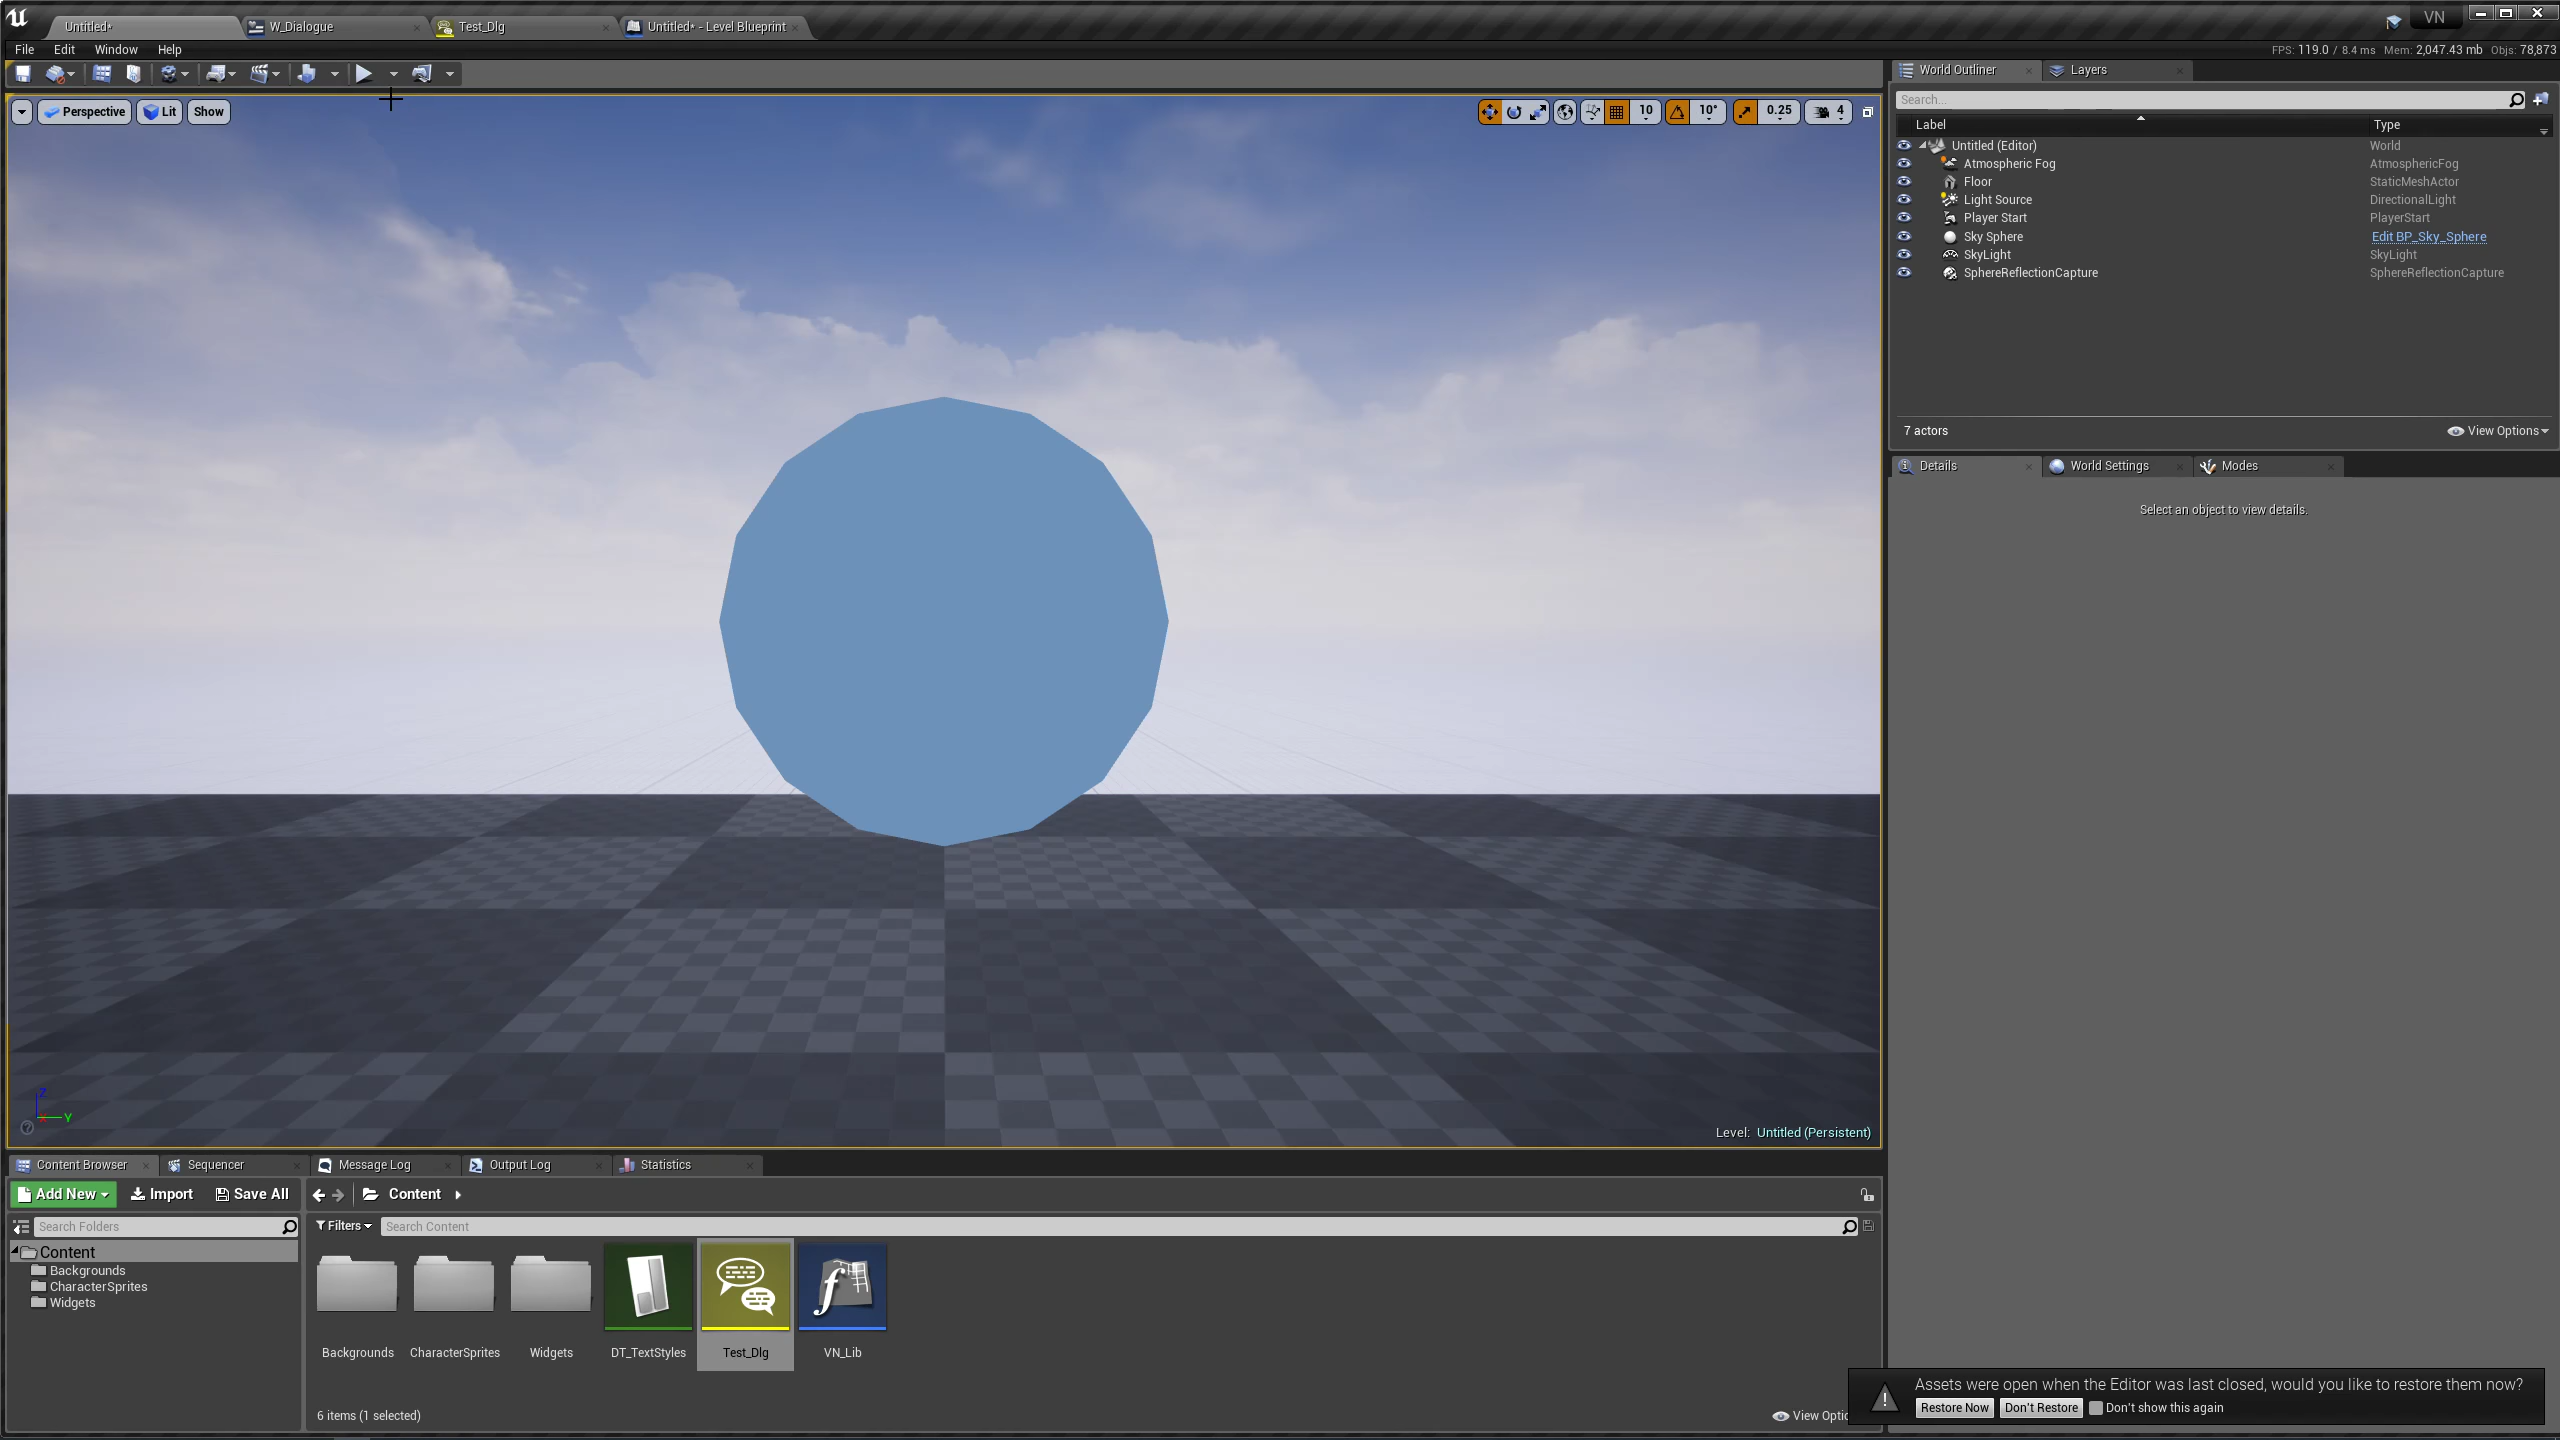 Untitled*
W_Dialogue
Test_Dlg
Untitled* - Level Blueprint
VN
File Edit Window Help
FPS: 119.0 / 8.4 ms Mem: 2,047.43 mb Objs: 78,873
Perspective Lit Show
10 10° 0.25 4
World Outliner Layers
Search...
Label Type
Untitled (Editor) World
Atmospheric Fog AtmosphericFog
Floor StaticMeshActor
Light Source DirectionalLight
Player Start PlayerStart
Sky Sphere Edit BP_Sky_Sphere
SkyLight SkyLight
SphereReflectionCapture SphereReflectionCapture
7 actors View Options
Details World Settings Modes
Select an object to view details.
Z
X Y
Level: Untitled (Persistent)
Content Browser Sequencer Message Log Output Log Statistics
Add New Import Save All Content
Search Folders
Filters Search Content
Content
Backgrounds
CharacterSprites
Widgets
Backgrounds CharacterSprites Widgets DT_TextStyles Test_Dlg VN_Lib
6 items (1 selected) View Optio
Assets were open when the Editor was last closed, would you like to restore them now?
Restore Now Don't Restore Don't show this again